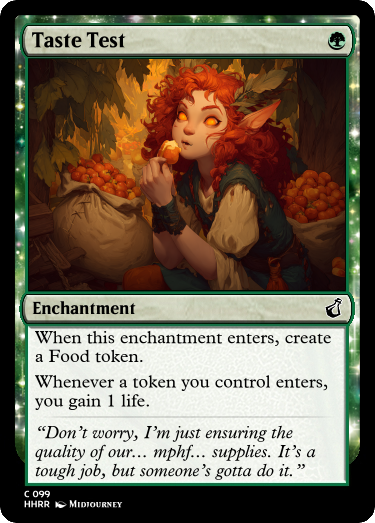 Taste Test
Enchantment
When this enchantment enters, create
a Food token.
Whenever a token you control enters,
you gain 1 life.
“Don’t worry, I’m just ensuring the
quality of our... mphf... supplies. It’s a
tough job, but someone’s gotta do it.”
C 099
HHRR Midjourney